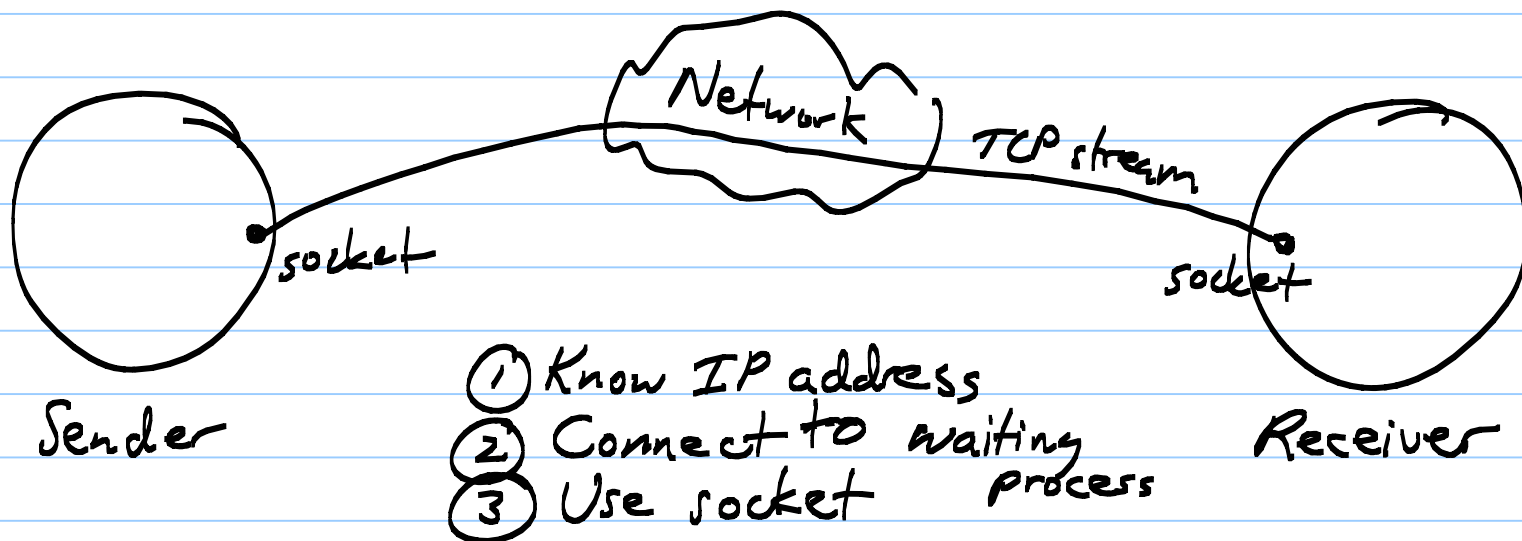 Network
TCP stream
socket
socket
① Know IP address
② Connect to waiting
process
③ Use socket
Sender
Receiver